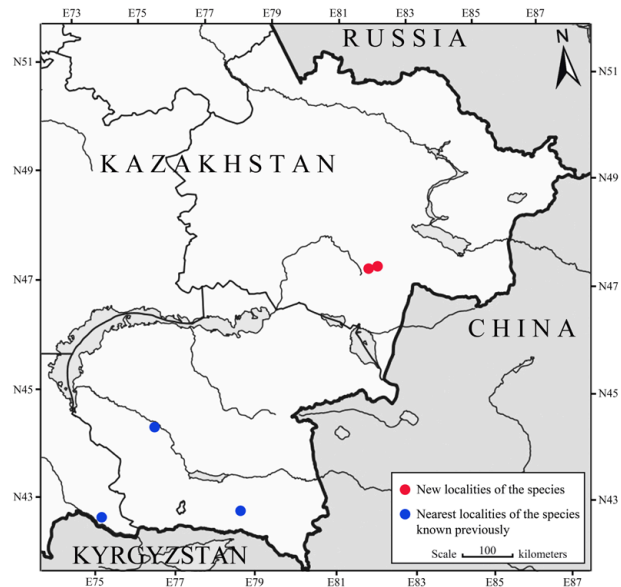 E73 E75 E77 E79 E81 E83 E85 E87
RUSSIA
N
N51 N51
KAZAKHSTAN
N49 N49
N47 N47
CHINA
N45 N45
N43 N43
New localities of the species
Nearest localities of the species
known previously
Scale 100 kilometers
KYRGYZSTAN
E75 E77 E79 E81 E83 E85 E87